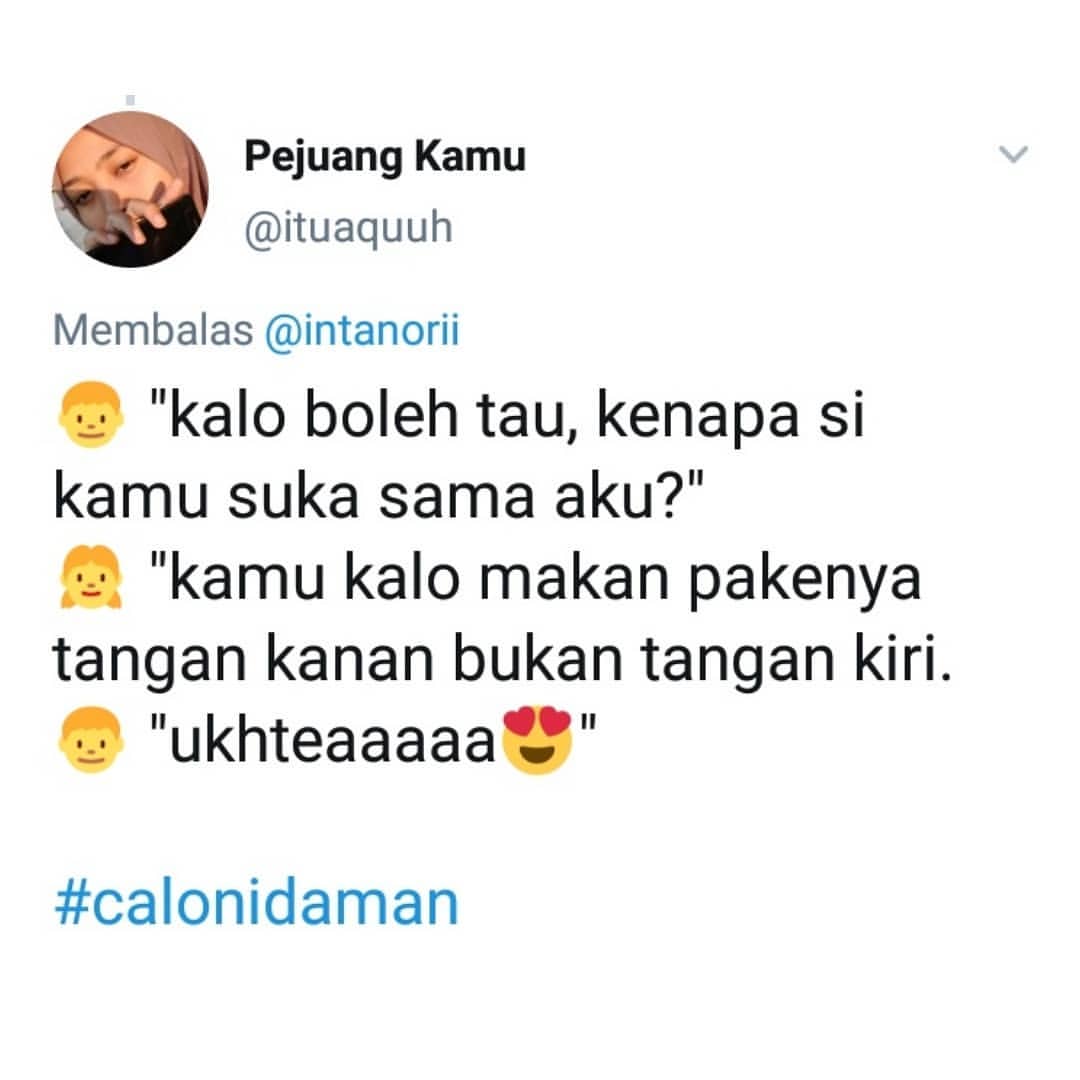 Pejuang Kamu
@ituaquuh
Membalas @intanorii
👦 "kalo boleh tau, kenapa si
kamu suka sama aku?"
👧 "kamu kalo makan pakenya
tangan kanan bukan tangan kiri.
👦 "ukhteaaaaa😍"
#calonidaman